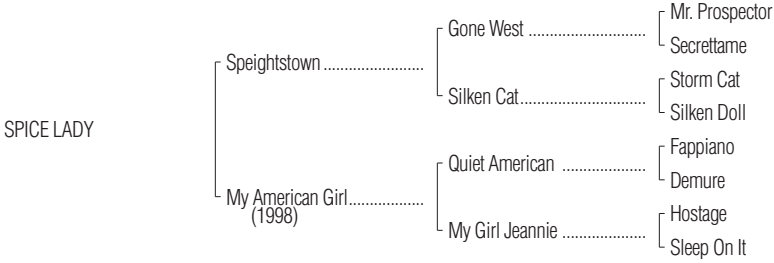 Mr. Prospector
Gone West ..............................
Secrettame
Speightstown .........................
Storm Cat
Silken Cat................................
Silken Doll
SPICE LADY
Fappiano
Quiet American .....................
Demure
My American Girl...................
(1998)
Hostage
My Girl Jeannie .....................
Sleep On It